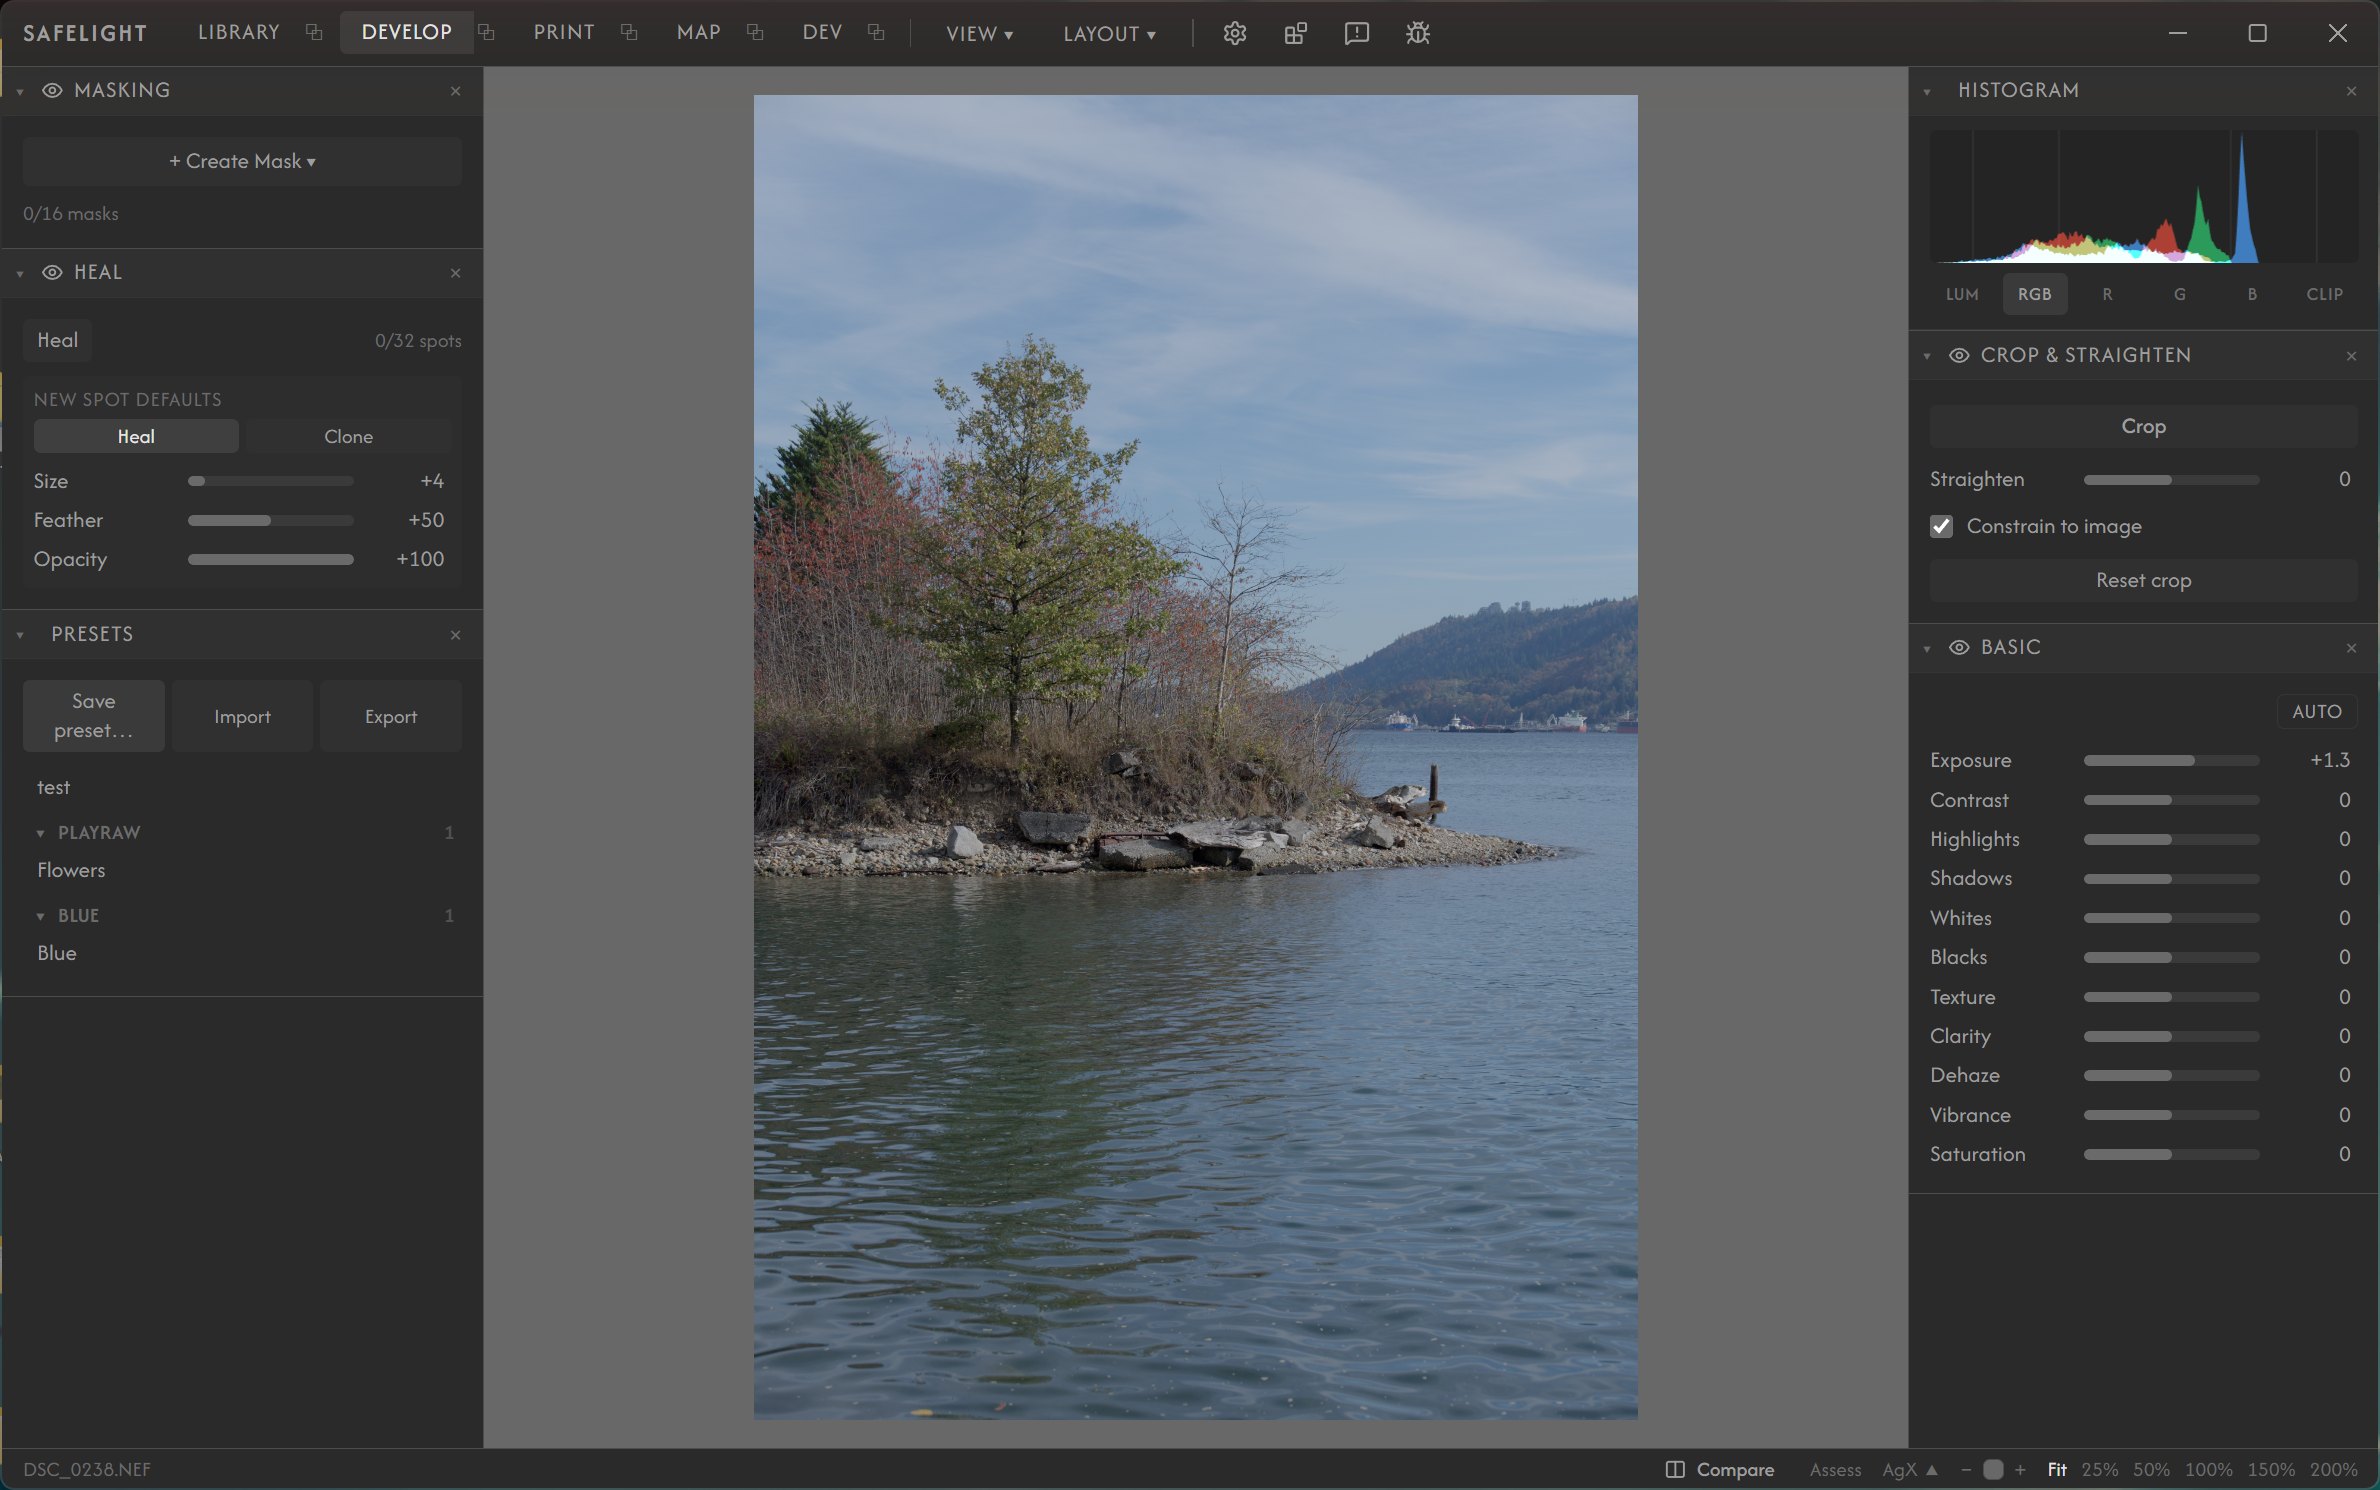 SAFELIGHT LIBRARY DEVELOP PRINT MAP DEV VIEW ▾ LAYOUT ▾
MASKING
+ Create Mask ▾
0/16 masks
HEAL
Heal 0/32 spots
NEW SPOT DEFAULTS
Heal Clone
Size +4
Feather +50
Opacity +100
PRESETS
Save
preset...
Import Export
test
PLAYRAW 1
Flowers
BLUE 1
Blue
HISTOGRAM
LUM RGB R G B CLIP
CROP & STRAIGHTEN
Crop
Straighten 0
Constrain to image
Reset crop
BASIC
AUTO
Exposure +1.3
Contrast 0
Highlights 0
Shadows 0
Whites 0
Blacks 0
Texture 0
Clarity 0
Dehaze 0
Vibrance 0
Saturation 0
DSC_0238.NEF Compare Assess AgX ▲ − + Fit 25% 50% 100% 150% 200%